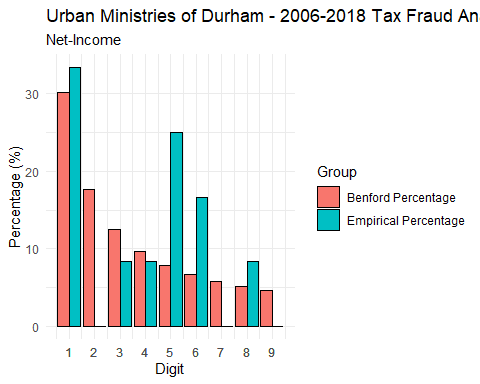 Urban Ministries of Durham - 2006-2018 Tax Fraud An
Net-Income
Percentage (%)
30
20
10
0
1 2 3 4 5 6 7 8 9
Digit
Group
Benford Percentage
Empirical Percentage